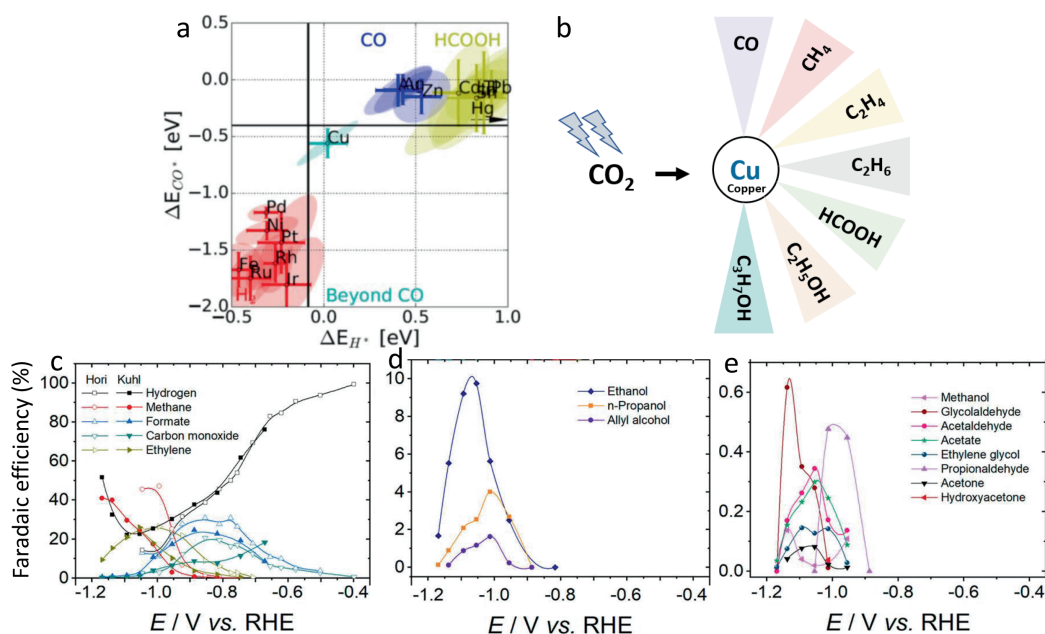 a
CO
HCOOH
0.5
0.0
-0.5
-1.0
-1.5
-2.0
ΔE_CO* [eV]
Zn
Hg
Cu
Pd
Ni
Pt
Rh
Fe
Ru
Ir
H₂
Pb
Beyond CO
-0.5
0.0
0.5
1.0
ΔE_H* [eV]
b
CO₂
Cu
Copper
CO
CH₄
C₂H₄
C₂H₆
HCOOH
C₂H₅OH
C₃H₇OH
c
Faradaic efficiency (%)
100
80
60
40
20
0
Hori Kuhl
Hydrogen
Methane
Formate
Carbon monoxide
Ethylene
-1.2 -1.0 -0.8 -0.6 -0.4
E / V vs. RHE
d
10
8
6
4
2
0
Ethanol
n-Propanol
Allyl alcohol
-1.2 -1.0 -0.8 -0.6 -0.4
E / V vs. RHE
e
0.6
0.4
0.2
0.0
Methanol
Glycolaldehyde
Acetaldehyde
Acetate
Ethylene glycol
Propionaldehyde
Acetone
Hydroxyacetone
-1.2 -1.0 -0.8 -0.6 -0.4
E / V vs. RHE